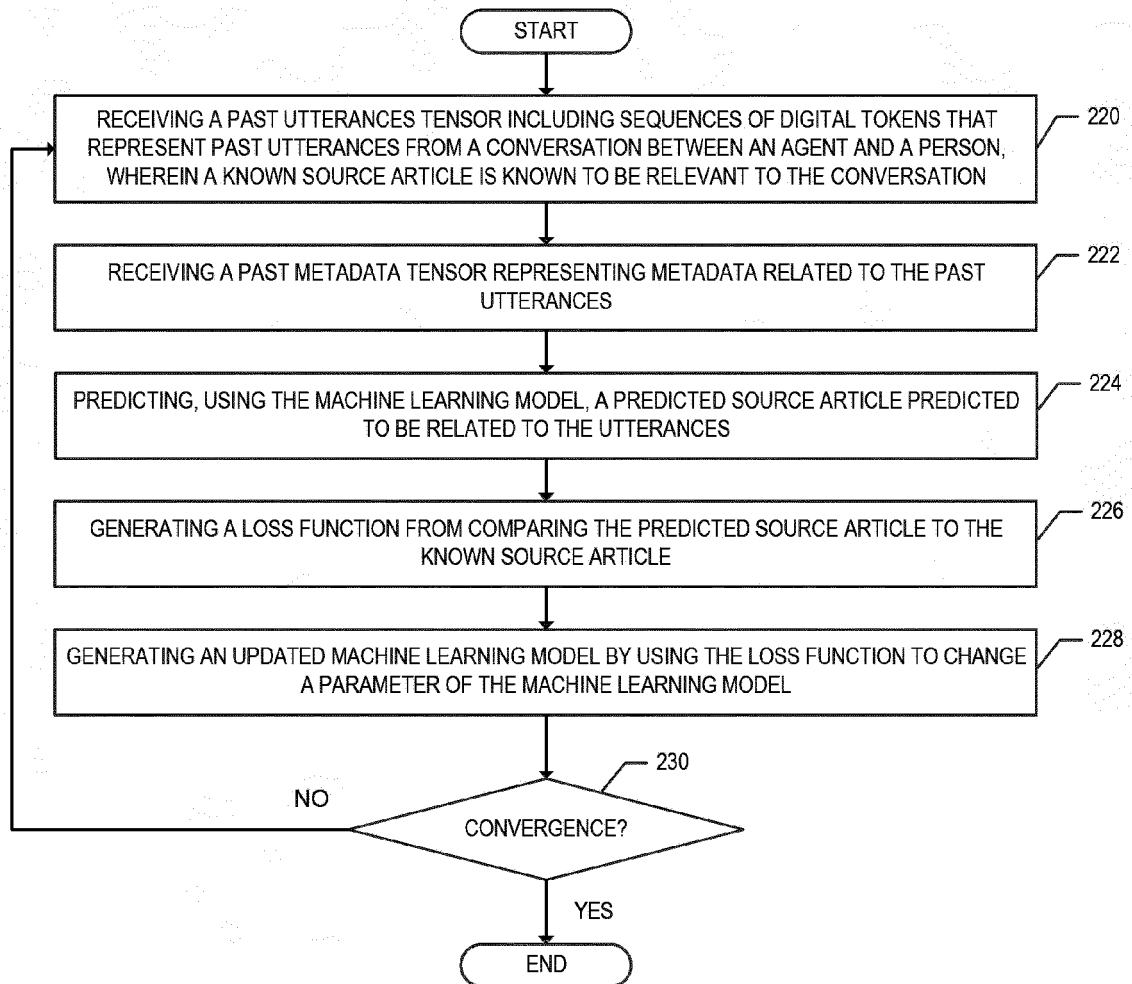 START
RECEIVING A PAST UTTERANCES TENSOR INCLUDING SEQUENCES OF DIGITAL TOKENS THAT
REPRESENT PAST UTTERANCES FROM A CONVERSATION BETWEEN AN AGENT AND A PERSON,
WHEREIN A KNOWN SOURCE ARTICLE IS KNOWN TO BE RELEVANT TO THE CONVERSATION
220
RECEIVING A PAST METADATA TENSOR REPRESENTING METADATA RELATED TO THE PAST
UTTERANCES
222
PREDICTING, USING THE MACHINE LEARNING MODEL, A PREDICTED SOURCE ARTICLE PREDICTED
TO BE RELATED TO THE UTTERANCES
224
GENERATING A LOSS FUNCTION FROM COMPARING THE PREDICTED SOURCE ARTICLE TO THE
KNOWN SOURCE ARTICLE
226
GENERATING AN UPDATED MACHINE LEARNING MODEL BY USING THE LOSS FUNCTION TO CHANGE
A PARAMETER OF THE MACHINE LEARNING MODEL
228
230
NO
CONVERGENCE?
YES
END